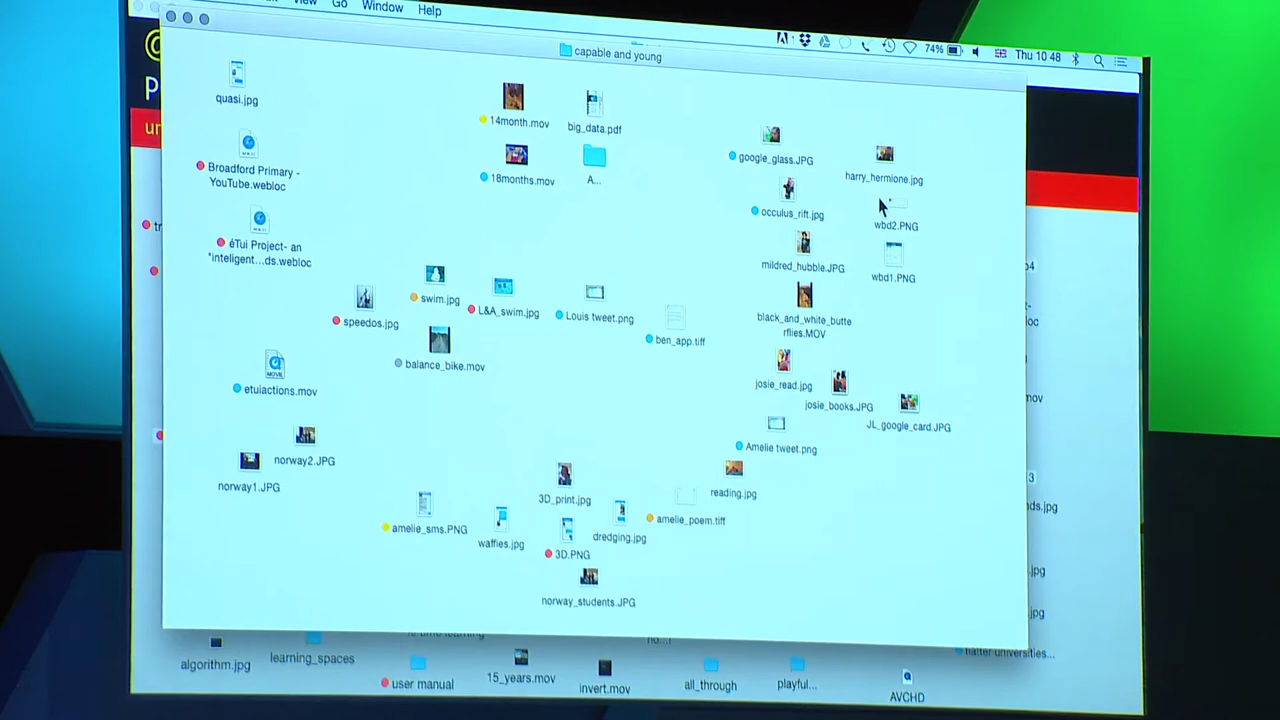 View Go Window Help
74% Thu 10 48
capable and young
@
P
quasi.jpg
14month.mov
big_data.pdf
google_glass.JPG
harry_hermione.jpg
Broadford Primary -
YouTube.webloc
18months.mov
A...
occulus_rift.jpg
wbd2.PNG
éTui Project- an
"inteligent...ds.webloc
mildred_hubble.JPG
wbd1.PNG
swim.jpg
L&A_swim.jpg
Louis tweet.png
black_and_white_butte
rflies.MOV
speedos.jpg
ben_app.tiff
balance_bike.mov
etuiactions.mov
josie_read.jpg
josie_books.JPG
JL_google_card.JPG
Amelie tweet.png
norway2.JPG
norway1.JPG
3D_print.jpg
reading.jpg
amelie_sms.PNG
waffies.jpg
dredging.jpg
amelie_poem.tiff
3D.PNG
norway_students.JPG
algorithm.jpg
learning_spaces
user manual
15_years.mov
invert.mov
all_through
playful...
AVCHD